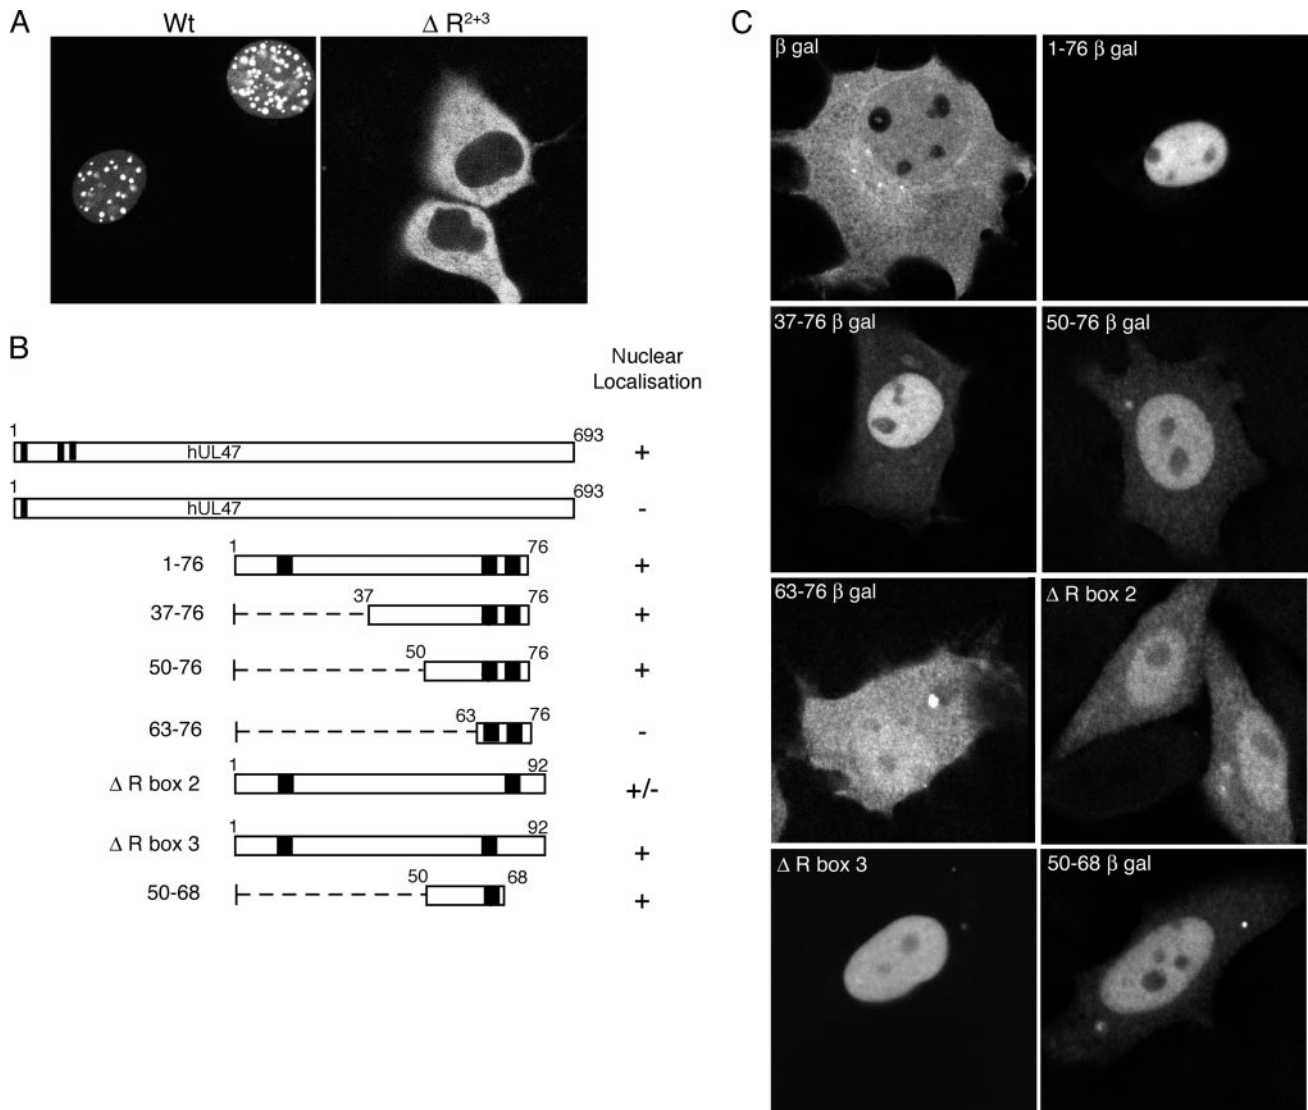 A
Wt
Δ R²⁺³
B
Nuclear
Localisation
1
693
hUL47
+
1
693
hUL47
-
1
76
1-76
+
37
76
37-76
+
50
76
50-76
+
63
76
63-76
-
1
92
Δ R box 2
+/-
1
92
Δ R box 3
+
50
68
50-68
+
C
β gal
1-76 β gal
37-76 β gal
50-76 β gal
63-76 β gal
Δ R box 2
Δ R box 3
50-68 β gal